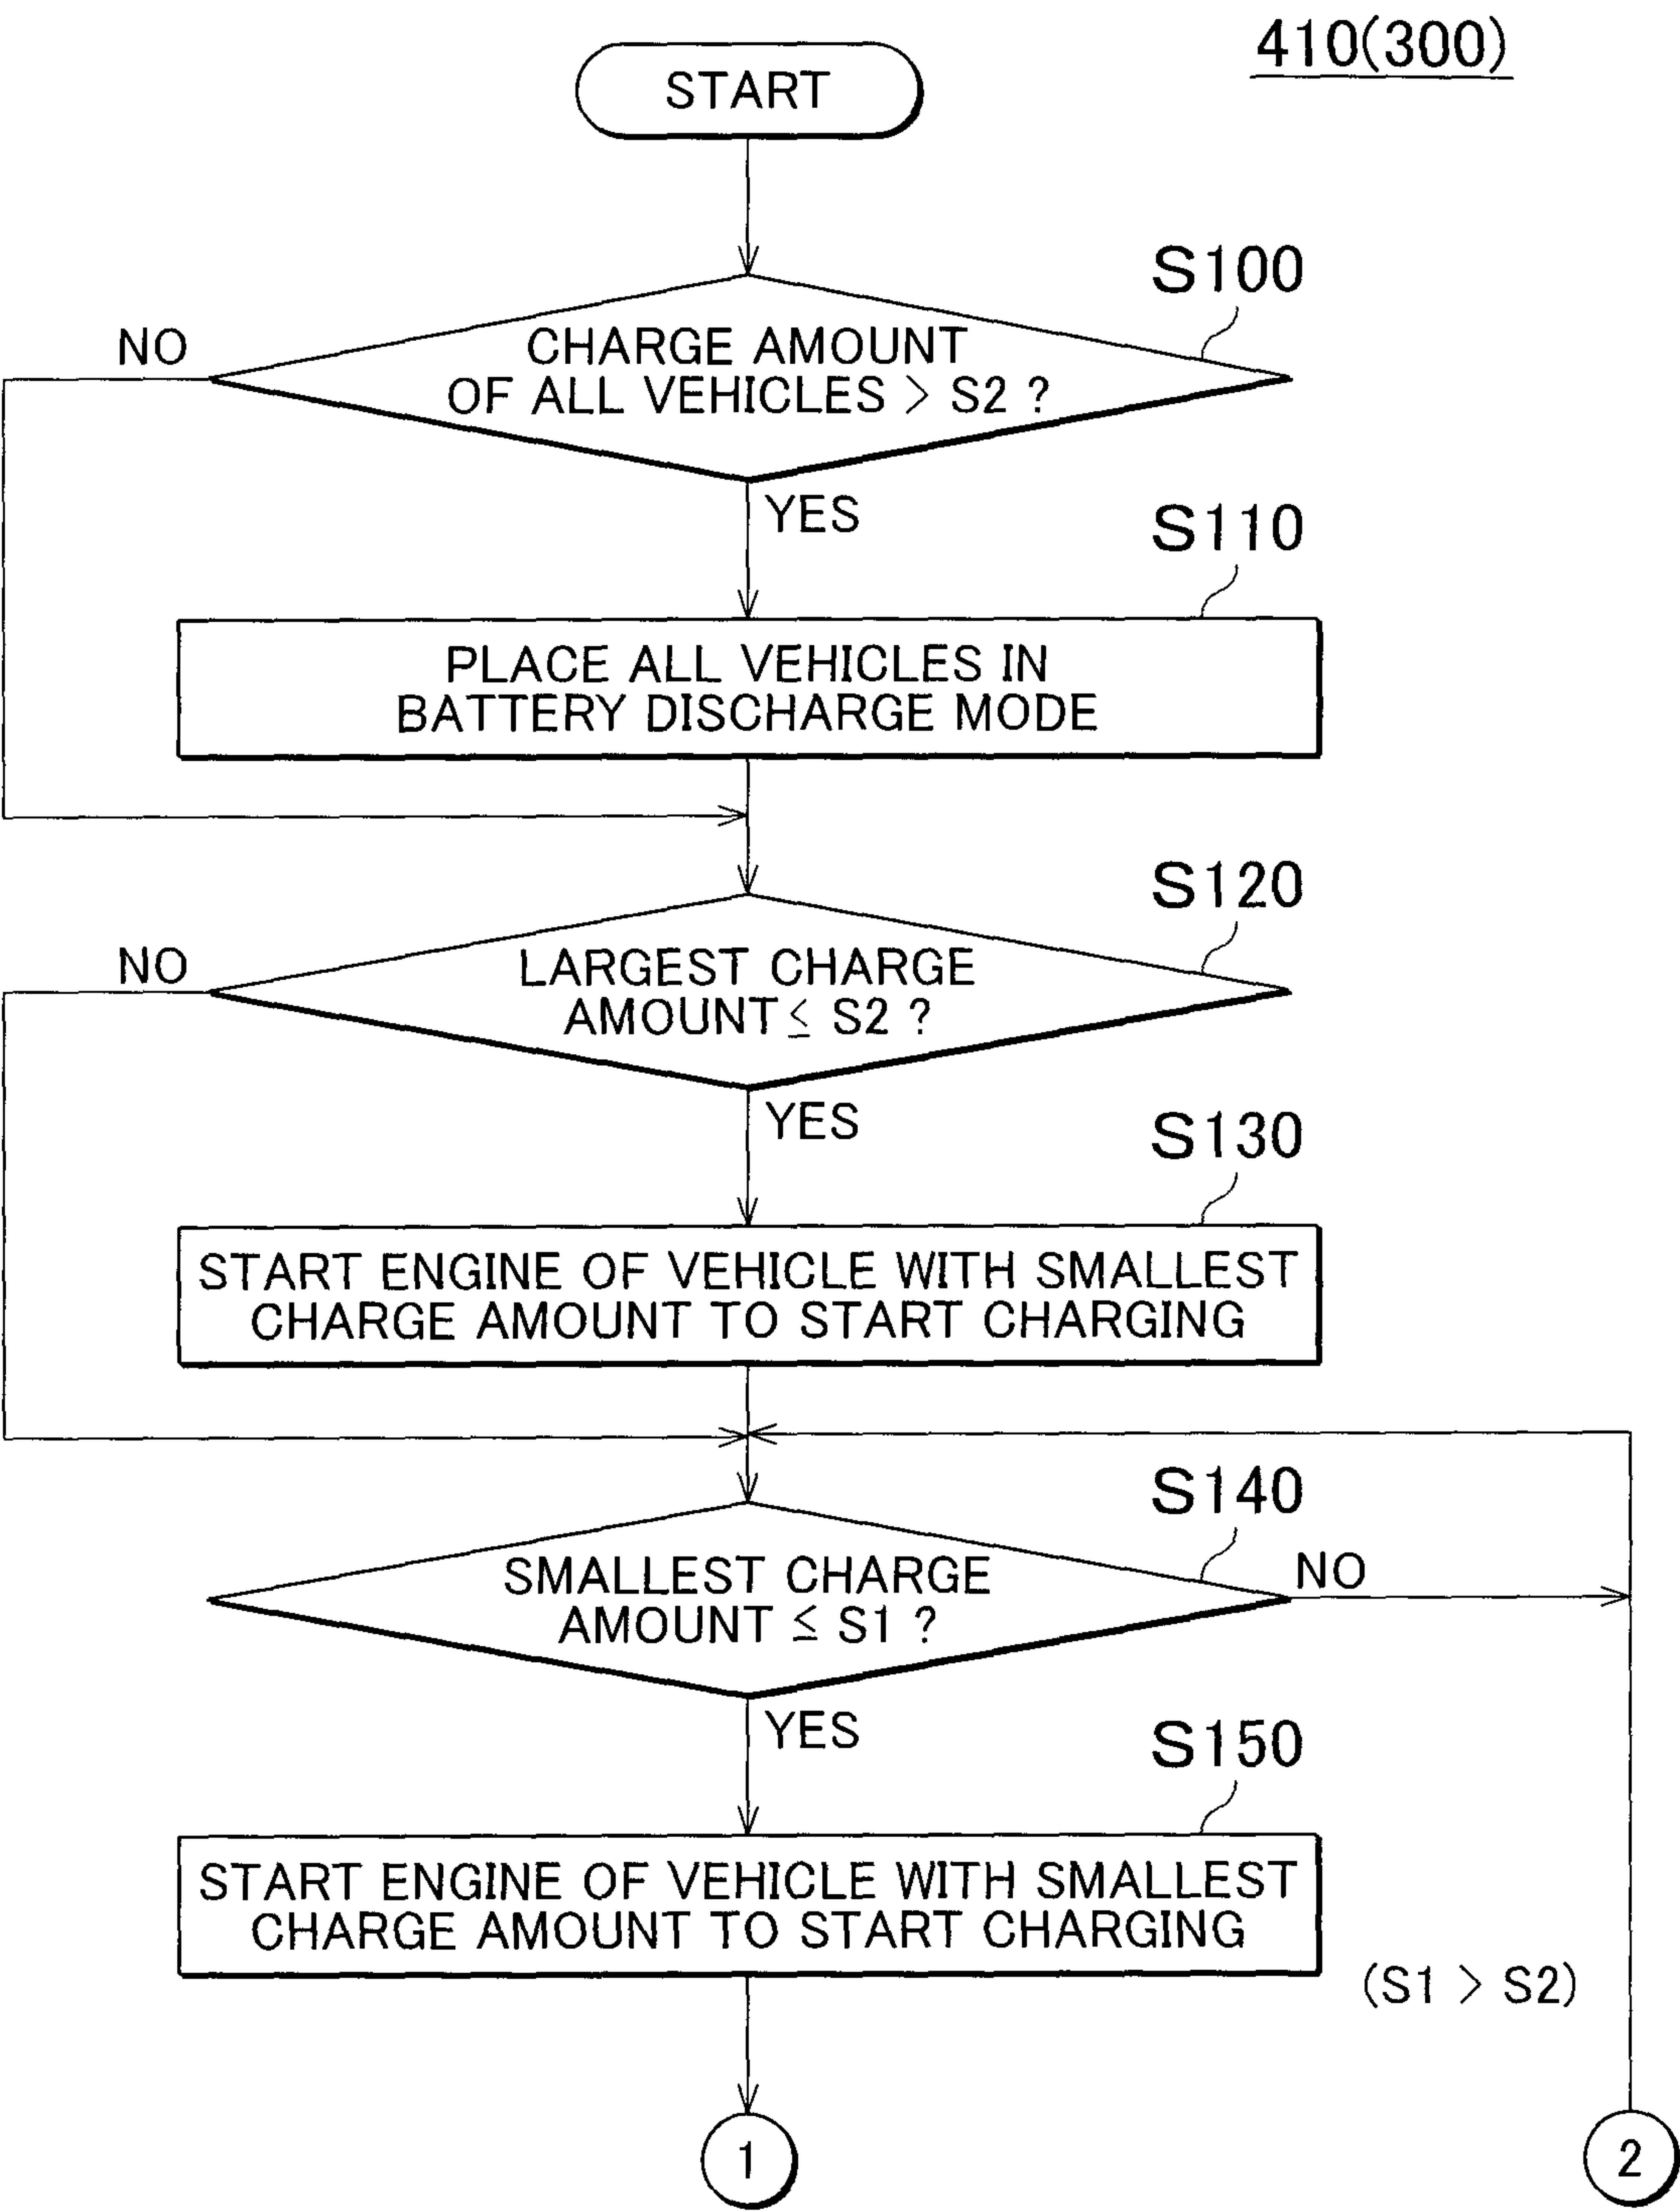 410(300)
START
S100
NO
CHARGE AMOUNT
OF ALL VEHICLES > S2 ?
YES
S110
PLACE ALL VEHICLES IN
BATTERY DISCHARGE MODE
S120
NO
LARGEST CHARGE
AMOUNT ≤ S2 ?
YES
S130
START ENGINE OF VEHICLE WITH SMALLEST
CHARGE AMOUNT TO START CHARGING
S140
SMALLEST CHARGE
AMOUNT ≤ S1 ?
NO
YES
S150
START ENGINE OF VEHICLE WITH SMALLEST
CHARGE AMOUNT TO START CHARGING
(S1 > S2)
1
2